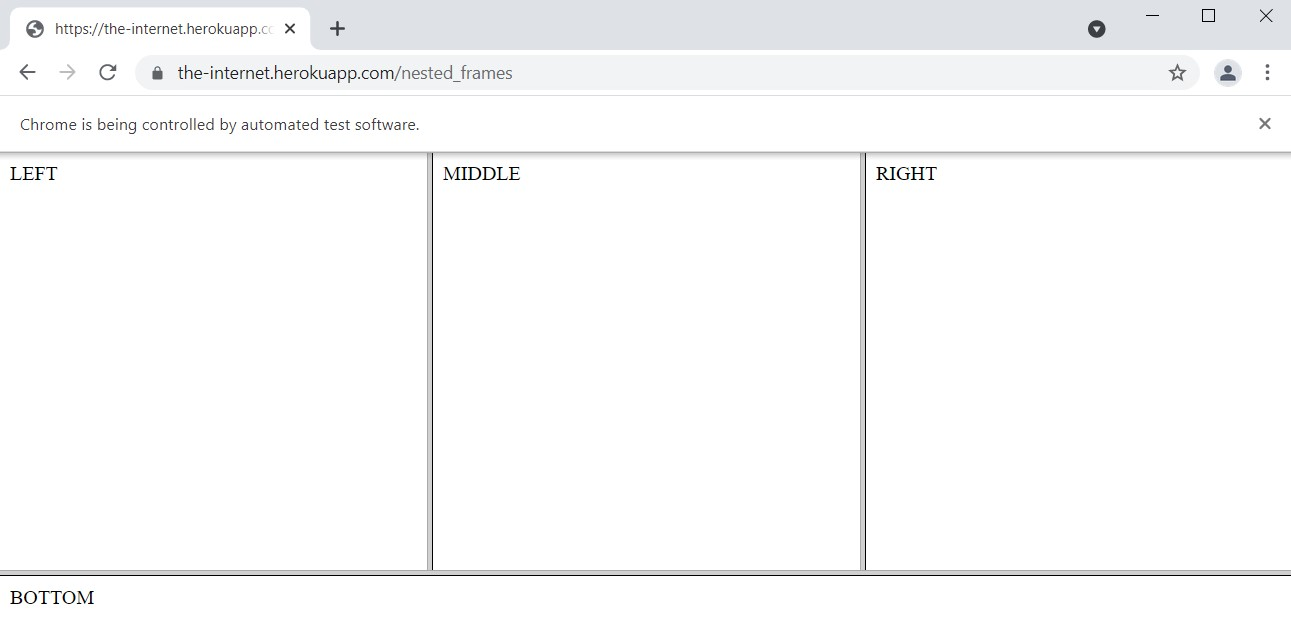 https://the-internet.herokuapp.co
the-internet.herokuapp.com/nested_frames
Chrome is being controlled by automated test software.
LEFT
MIDDLE
RIGHT
BOTTOM